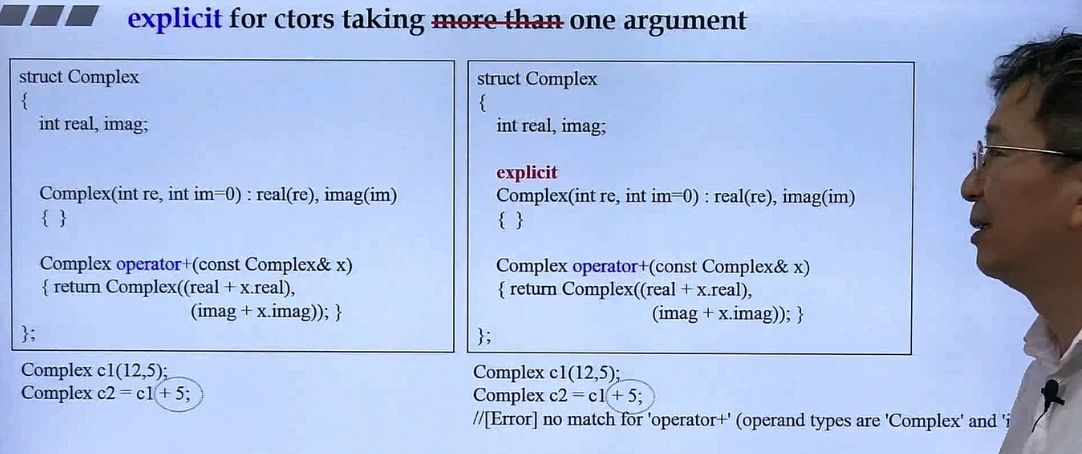 explicit for ctors taking more than one argument
struct Complex
{
int real, imag;
Complex(int re, int im=0) : real(re), imag(im)
{ }
Complex operator+(const Complex& x)
{ return Complex((real + x.real),
(imag + x.imag)); }
};
Complex c1(12,5);
Complex c2 = c1 + 5;
struct Complex
{
int real, imag;
explicit
Complex(int re, int im=0) : real(re), imag(im)
{ }
Complex operator+(const Complex& x)
{ return Complex((real + x.real),
(imag + x.imag)); }
};
Complex c1(12,5);
Complex c2 = c1 + 5;
//[Error] no match for 'operator+' (operand types are 'Complex' and 'i